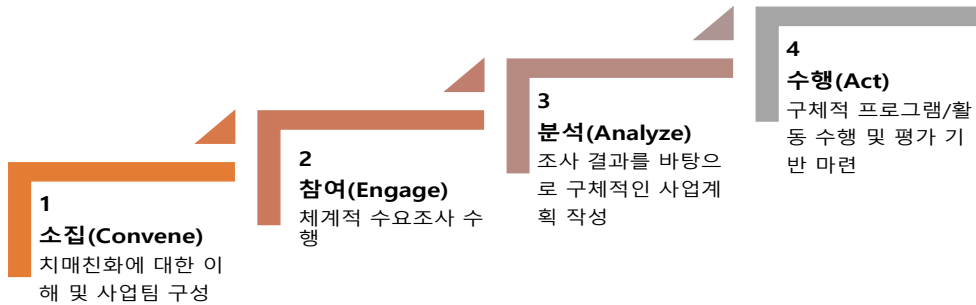 1
소집(Convene)
치매친화에 대한 이
해 및 사업팀 구성
2
참여(Engage)
체계적 수요조사 수
행
3
분석(Analyze)
조사 결과를 바탕으
로 구체적인 사업계
획 작성
4
수행(Act)
구체적 프로그램/활
동 수행 및 평가 기
반 마련